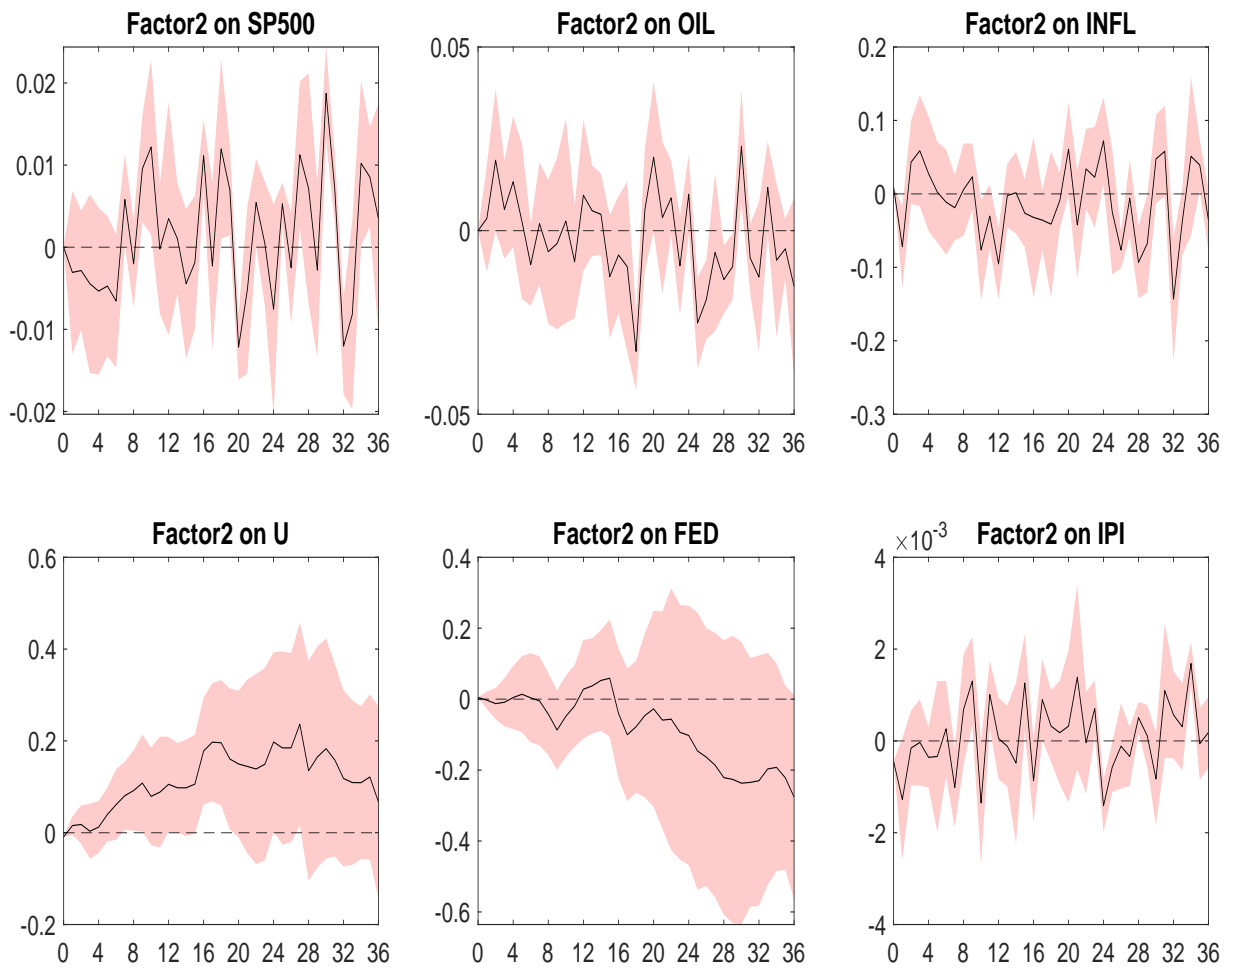 Factor2 on SP500
Factor2 on OIL
Factor2 on INFL
0.02
0.01
0
-0.01
-0.02
0 4 8 12 16 20 24 28 32 36
0.05
0
-0.05
0 4 8 12 16 20 24 28 32 36
0.2
0.1
0
-0.1
-0.2
-0.3
0 4 8 12 16 20 24 28 32 36
Factor2 on U
Factor2 on FED
×10-3 Factor2 on IPI
0.6
0.4
0.2
0
-0.2
0 4 8 12 16 20 24 28 32 36
0.4
0.2
0
-0.2
-0.4
-0.6
0 4 8 12 16 20 24 28 32 36
4
2
0
-2
-4
0 4 8 12 16 20 24 28 32 36